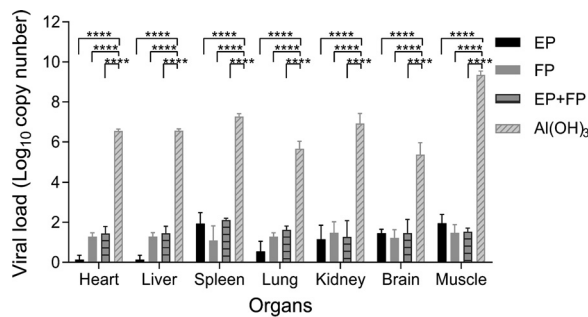 **** **** **** **** **** **** ****
**** **** **** **** **** **** ****
**** **** **** **** **** **** ****
EP
FP
EP+FP
Al(OH)3
Viral load (Log10 copy number)
12
10
8
6
4
2
0
Heart Liver Spleen Lung Kidney Brain Muscle
Organs